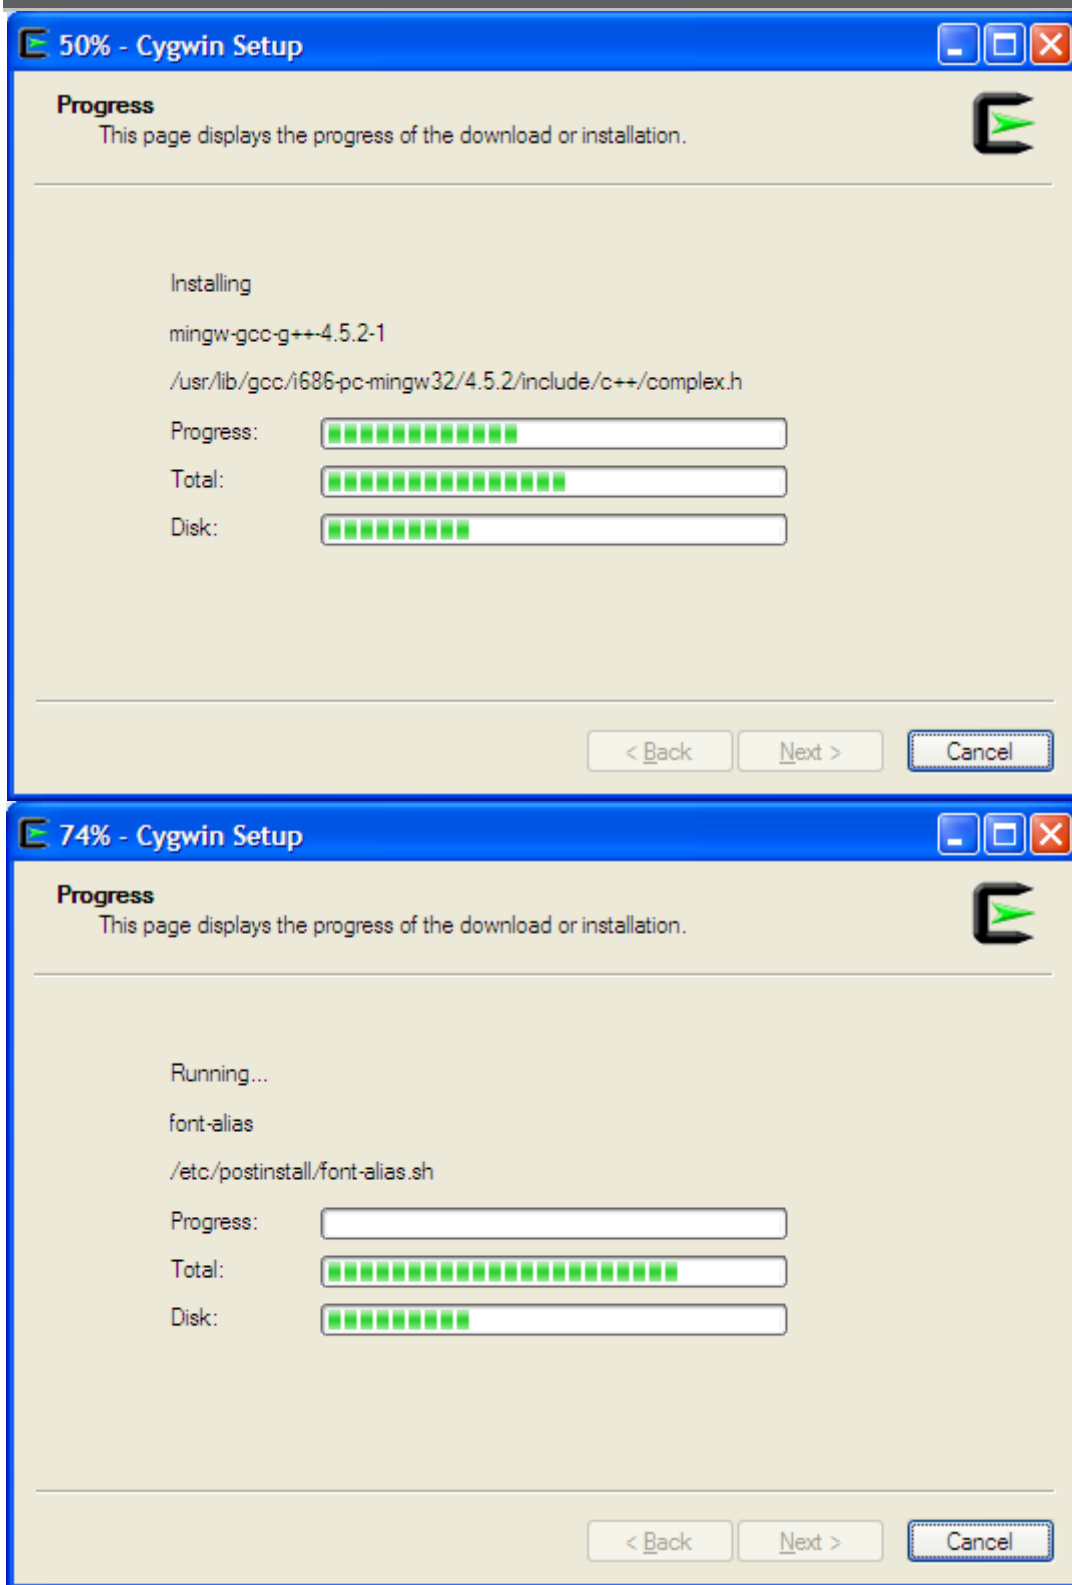 50% - Cygwin Setup
Progress
This page displays the progress of the download or installation.
Installing
mingw-gcc-g++-4.5.2-1
/usr/lib/gcc/i686-pc-mingw32/4.5.2/include/c++/complex.h
Progress:
Total:
Disk:
< Back Next > Cancel
74% - Cygwin Setup
Progress
This page displays the progress of the download or installation.
Running...
font-alias
/etc/postinstall/font-alias.sh
Progress:
Total:
Disk:
< Back Next > Cancel